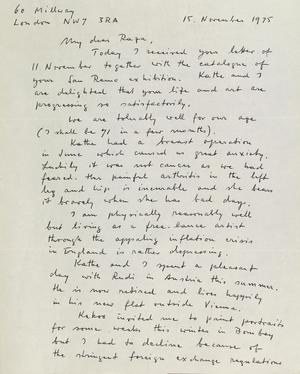 60 Millway
London NW7 3RA 15. November 1975
My dear Raza,
Today I received your letter of
11 November together with the catalogue of
your San Remo exhibition. Kathe and I
are delighted that your life and art are
progressing so satisfactorily.
We are tolerably well for our age
(I shall be 71 in a few months).
Kathe had a breast operation
in June which caused us great anxiety.
Luckily it was not cancer as we had
feared. Her painful arthritis in the left
leg and hip is incurable and she bears
it bravely when she has bad days.
I am physically reasonably well
but living as a free-lance artist
through the appalling inflation crisis
in England is rather depressing.
Kathe and I spent a pleasant
day with Rudi in Austria this summer.
He is now retired and lives happily
in his new flat outside Vienna.
Kekoo invited me to paint portraits
for some weeks this winter in Bombay
but I had to decline because of
the stringent foreign exchange regulations